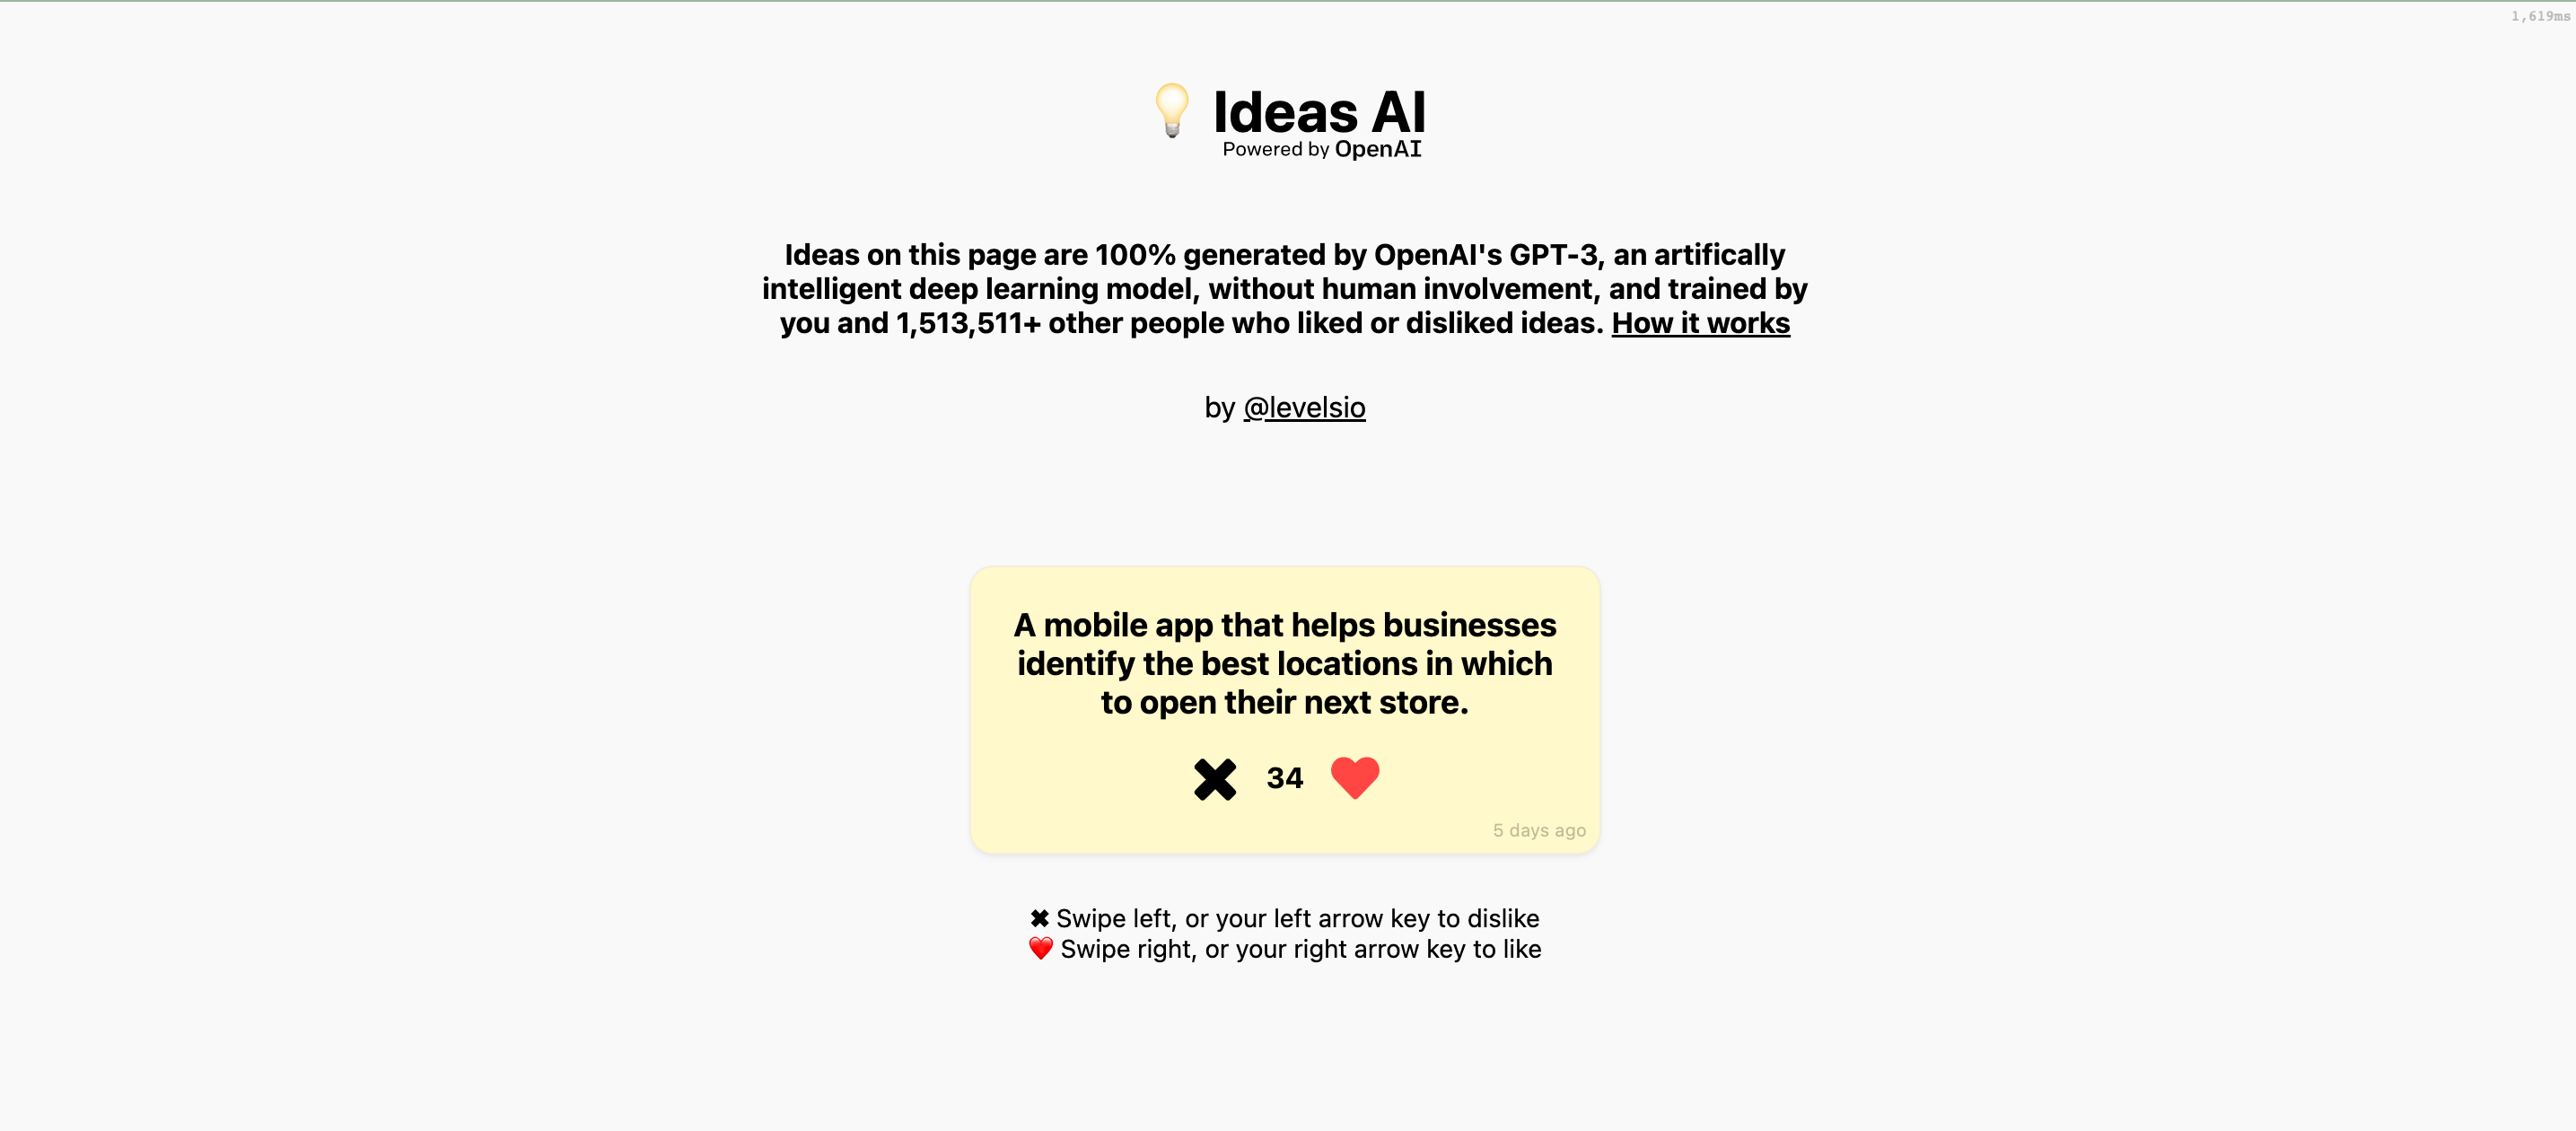 1,619ms
💡 Ideas AI
Powered by OpenAI
Ideas on this page are 100% generated by OpenAI's GPT-3, an artifically
intelligent deep learning model, without human involvement, and trained by
you and 1,513,511+ other people who liked or disliked ideas. How it works
by @levelsio
A mobile app that helps businesses
identify the best locations in which
to open their next store.
✖ 34 ❤
5 days ago
✖ Swipe left, or your left arrow key to dislike
❤️ Swipe right, or your right arrow key to like